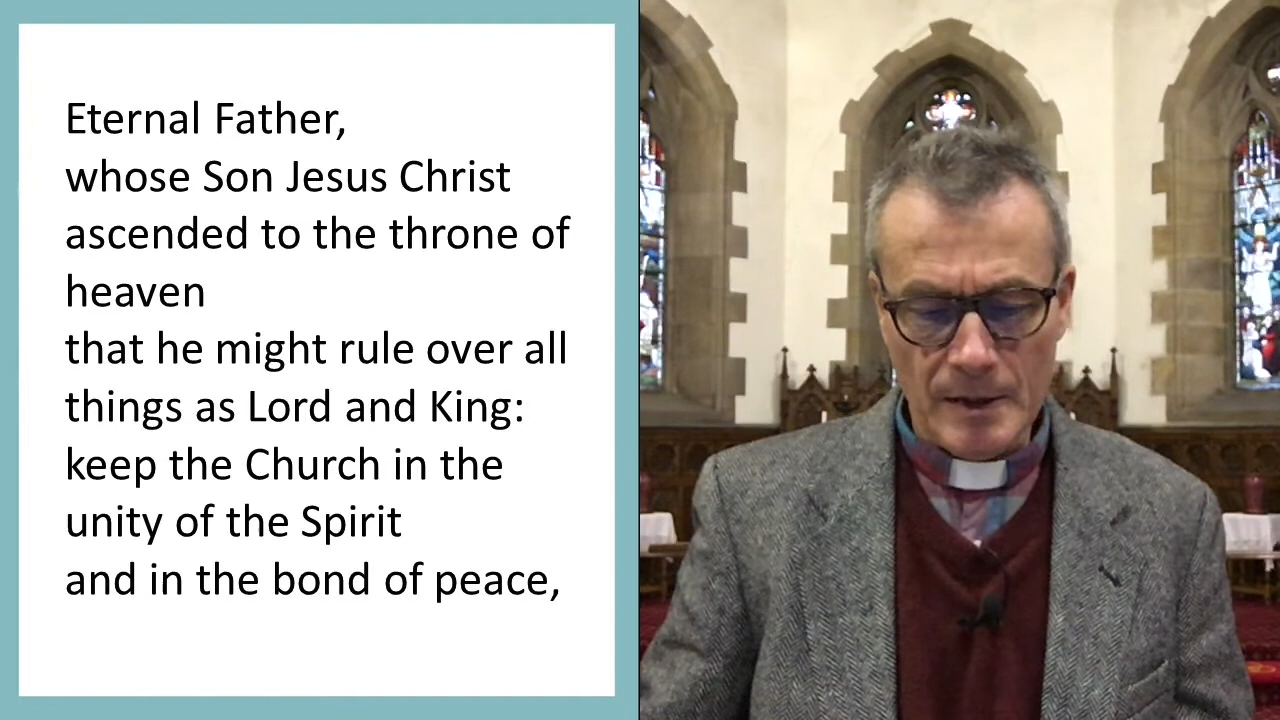 Eternal Father,
whose Son Jesus Christ
ascended to the throne of
heaven
that he might rule over all
things as Lord and King:
keep the Church in the
unity of the Spirit
and in the bond of peace,